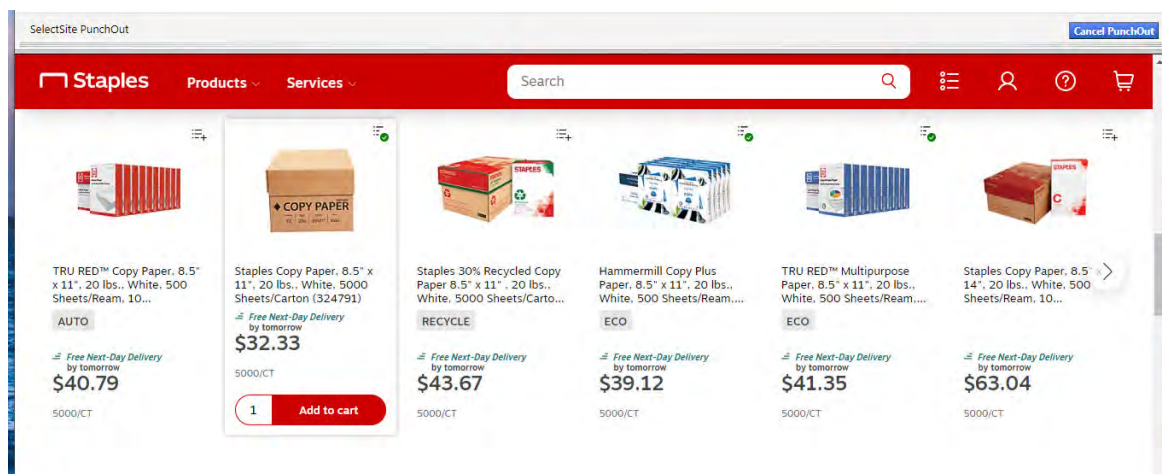 SelectSite PunchOut
Cancel PunchOut
Staples
Products
Services
Search
COPY PAPER
STAPLES
STAPLES
C
TRU RED™ Copy Paper, 8.5"
x 11", 20 lbs., White, 500
Sheets/Ream, 10...
AUTO
Free Next-Day Delivery
by tomorrow
$40.79
5000/CT
Staples Copy Paper, 8.5" x
11", 20 lbs., White, 5000
Sheets/Carton (324791)
Free Next-Day Delivery
by tomorrow
$32.33
5000/CT
1
Add to cart
Staples 30% Recycled Copy
Paper 8.5" x 11" , 20 lbs.,
White, 5000 Sheets/Carto...
RECYCLE
Free Next-Day Delivery
by tomorrow
$43.67
5000/CT
Hammermill Copy Plus
Paper, 8.5" x 11", 20 lbs.,
White, 500 Sheets/Ream,...
ECO
Free Next-Day Delivery
by tomorrow
$39.12
5000/CT
TRU RED™ Multipurpose
Paper, 8.5" x 11", 20 lbs.,
White, 500 Sheets/Ream,...
ECO
Free Next-Day Delivery
by tomorrow
$41.35
5000/CT
Staples Copy Paper, 8.5" x
14", 20 lbs., White, 500
Sheets/Ream, 10...
Free Next-Day Delivery
by tomorrow
$63.04
5000/CT